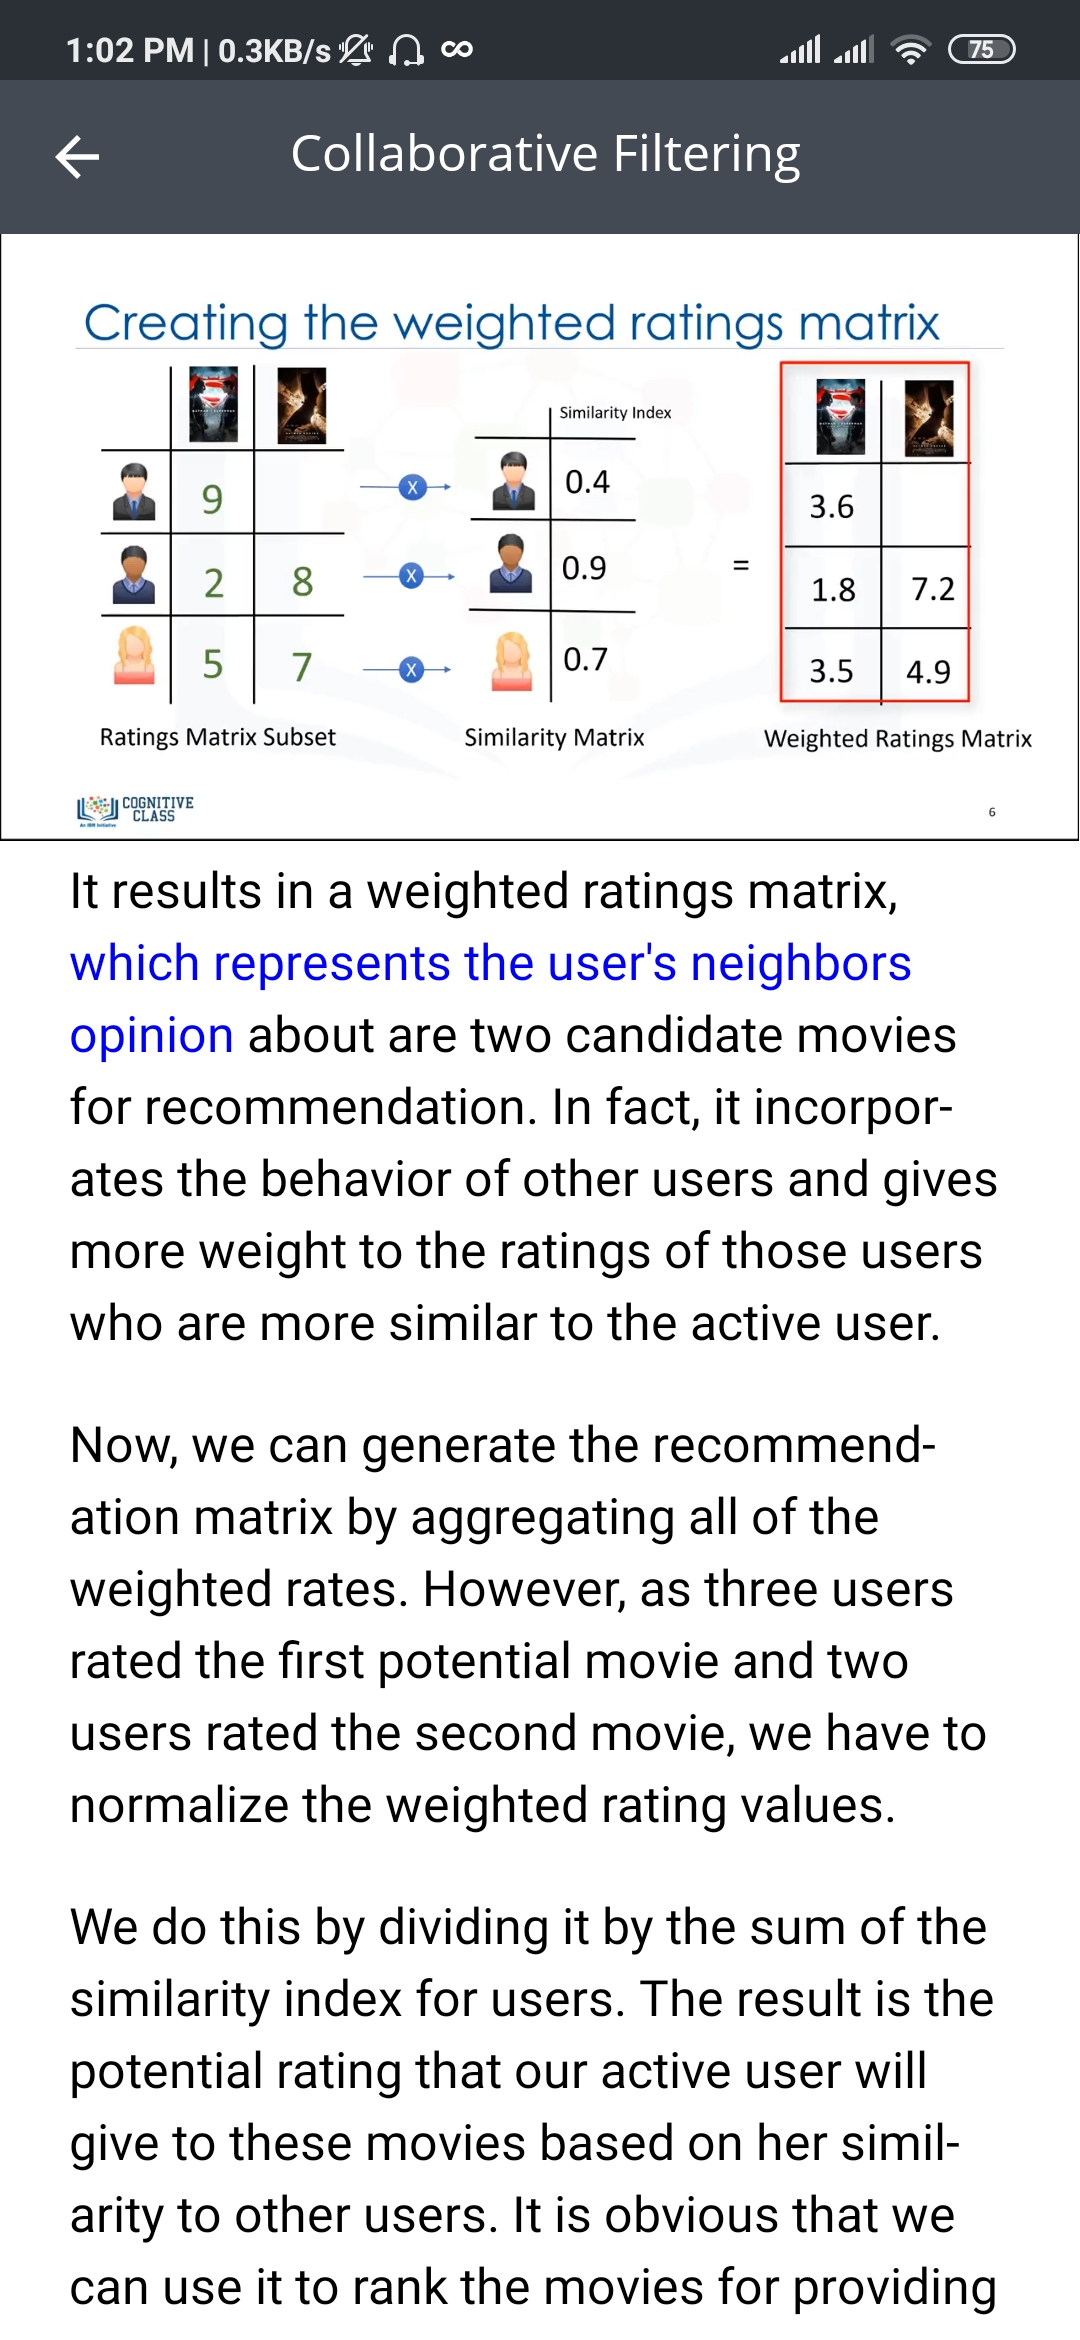 1:02 PM | 0.3KB/s
75
Collaborative Filtering
Creating the weighted ratings matrix
Similarity Index
9
0.4
3.6
2 8
0.9
=
1.8 7.2
5 7
0.7
3.5 4.9
X
X
X
Ratings Matrix Subset
Similarity Matrix
Weighted Ratings Matrix
COGNITIVE
CLASS
An IBM Initiative
6
It results in a weighted ratings matrix,
which represents the user's neighbors
opinion about are two candidate movies
for recommendation. In fact, it incorpor-
ates the behavior of other users and gives
more weight to the ratings of those users
who are more similar to the active user.
Now, we can generate the recommend-
ation matrix by aggregating all of the
weighted rates. However, as three users
rated the first potential movie and two
users rated the second movie, we have to
normalize the weighted rating values.
We do this by dividing it by the sum of the
similarity index for users. The result is the
potential rating that our active user will
give to these movies based on her simil-
arity to other users. It is obvious that we
can use it to rank the movies for providing